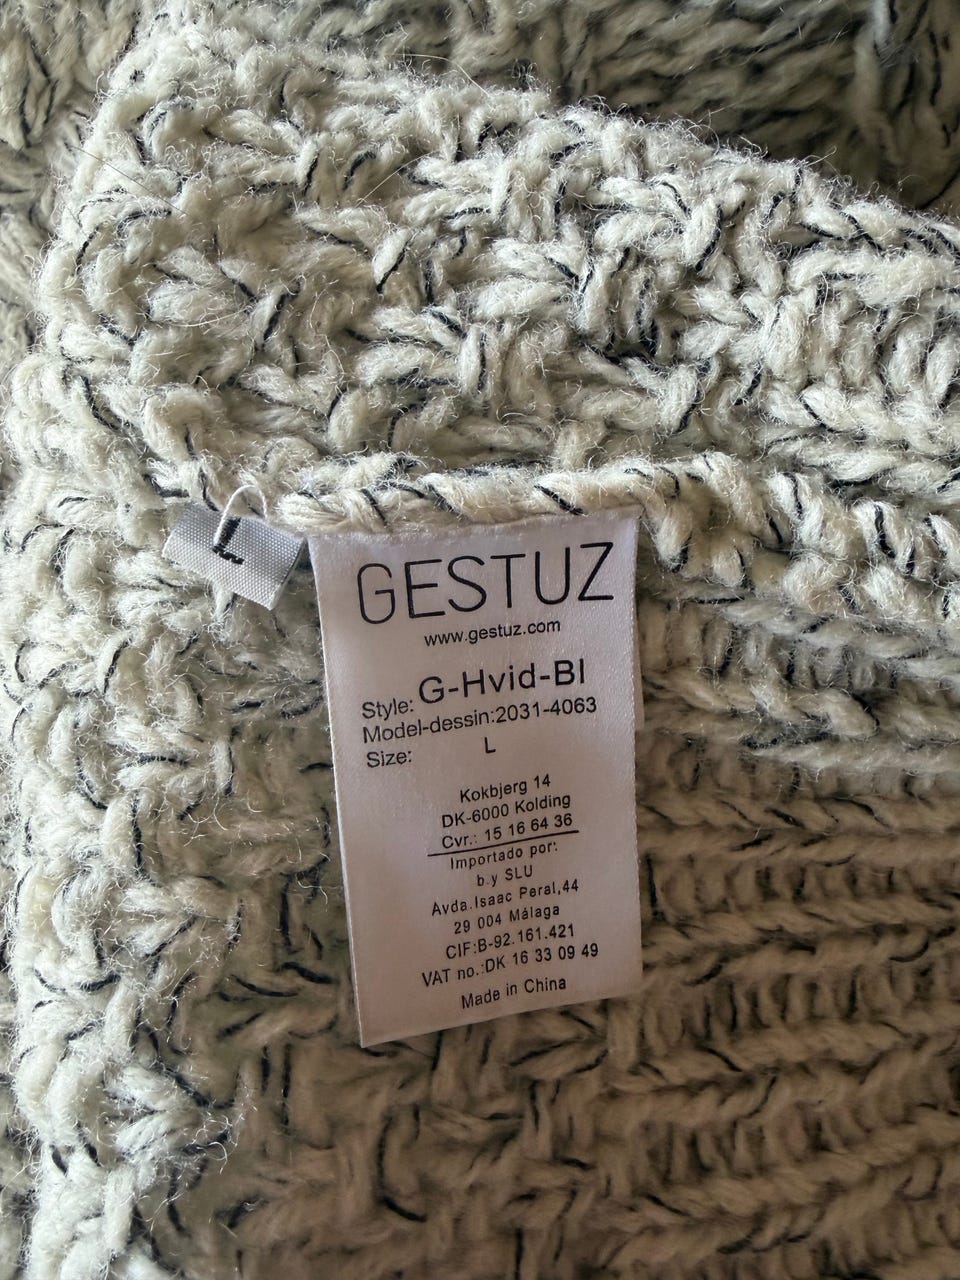 L
GESTUZ
www.gestuz.com
Style: G-Hvid-Bl
Model-dessin:2031-4063
Size: L
Kokbjerg 14
DK-6000 Kolding
Cvr.: 15 16 64 36
Importado por:
b.y SLU
Avda.Isaac Peral,44
29 004 Málaga
CIF:B-92.161.421
VAT no.:DK 16 33 09 49
Made in China